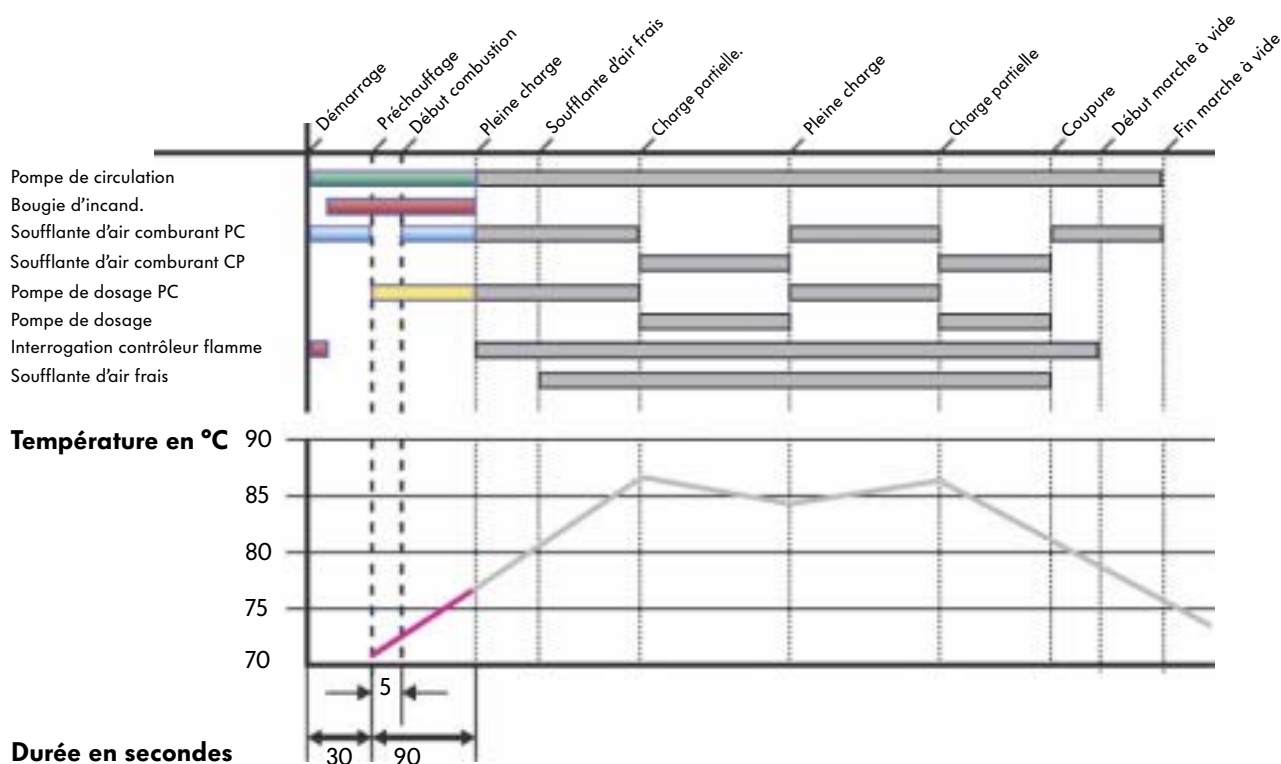 Démarrage
Préchauffage
Début combustion
Pleine charge
Soufflante d'air frais
Charge partielle.
Pleine charge
Charge partielle
Coupure
Début marche à vide
Fin marche à vide
Pompe de circulation
Bougie d'incand.
Soufflante d'air comburant PC
Soufflante d'air comburant CP
Pompe de dosage PC
Pompe de dosage
Interrogation contrôleur flamme
Soufflante d'air frais
Température en °C 90
85
80
75
70
5
Durée en secondes 30 90